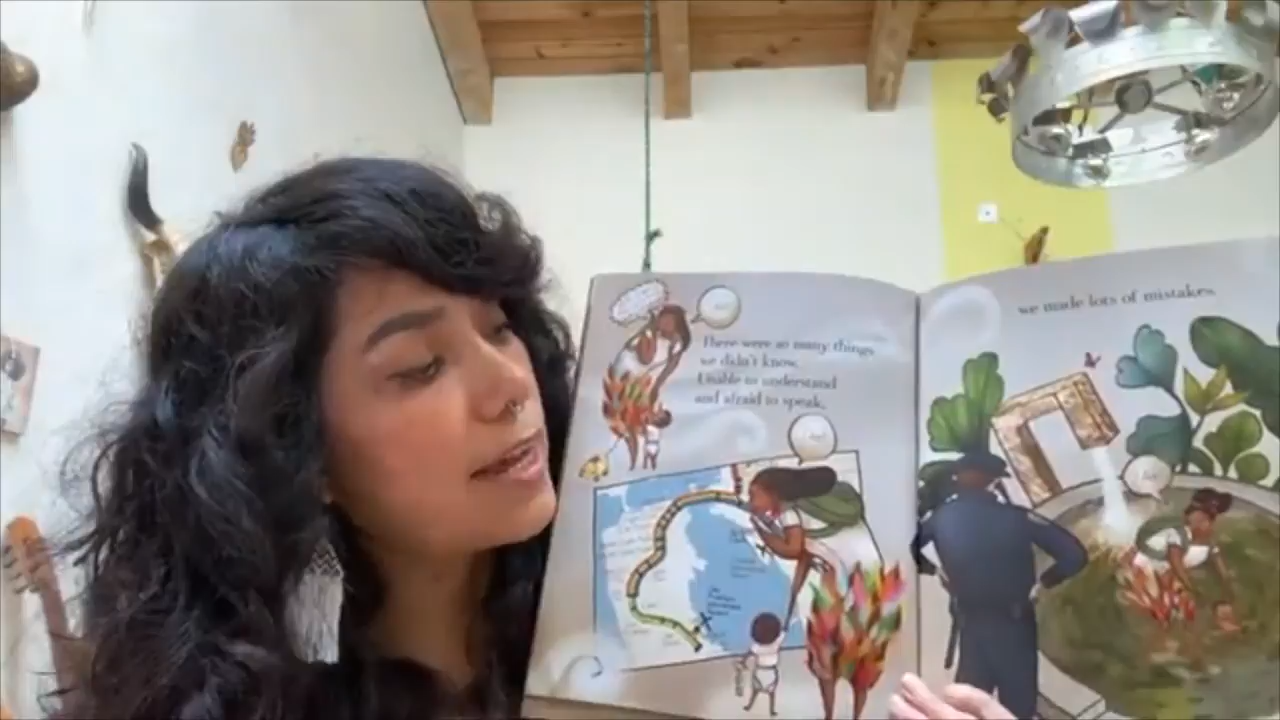 There were so many things
we didn't know.
Unable to understand
and afraid to speak,
we made lots of mistakes.